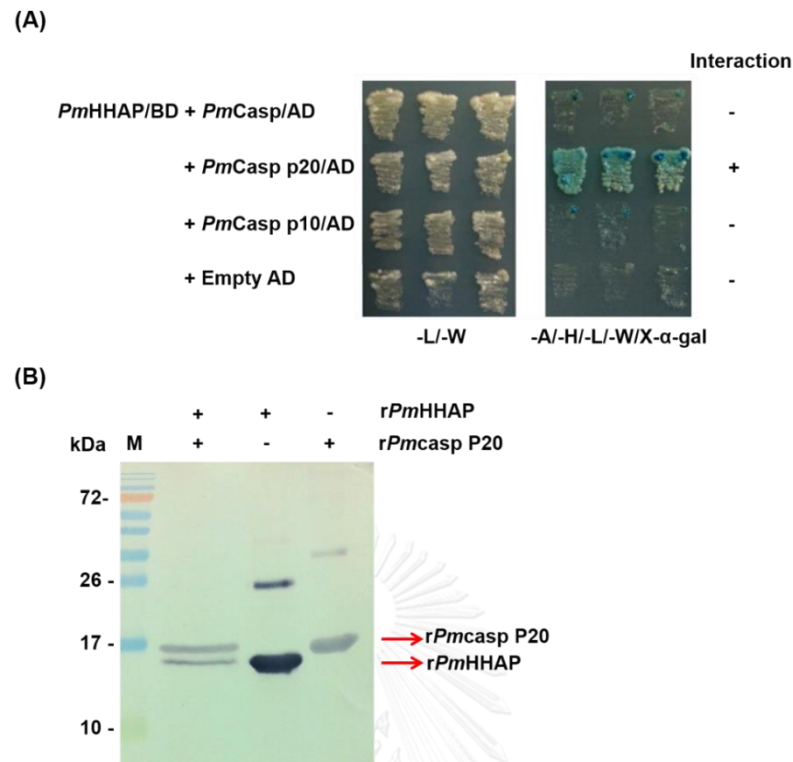 (A)
Interaction
PmHHAP/BD + PmCasp/AD -
+ PmCasp p20/AD +
+ PmCasp p10/AD -
+ Empty AD -
-L/-W -A/-H/-L/-W/X-α-gal
(B)
+ + - rPmHHAP
kDa M + - + rPmcasp P20
72-
26 -
17 -
rPmcasp P20
rPmHHAP
10 -